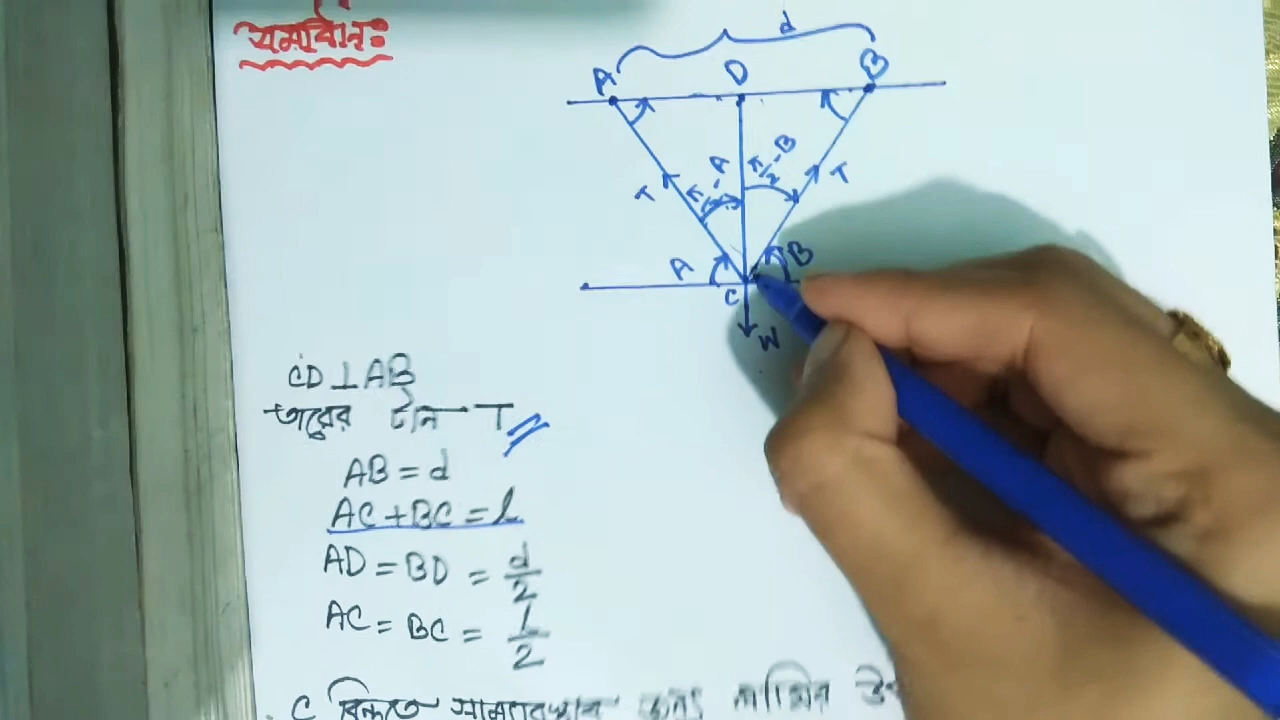 সমাধান:
d
A D B
T π/2-A π/2-B T
A B
C
W
CD⊥AB
তারের টান T
AB = d
AC+BC = l
AD = BD = d/2
AC = BC = l/2
C বিন্দুতে